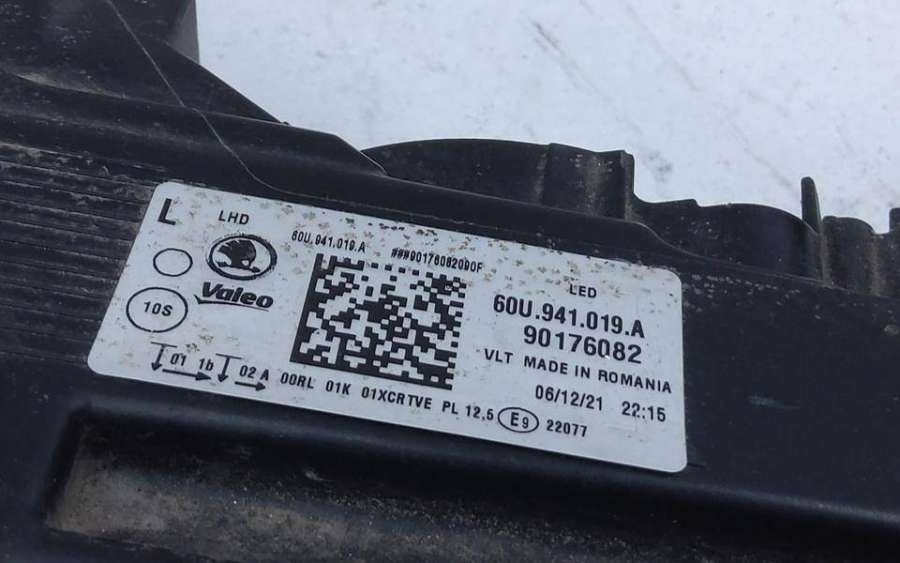 L LHD
60U.941.019.A ###90176082090F
Valeo
10S
LED
60U.941.019.A
90176082
VLT MADE IN ROMANIA
06/12/21 22:15
01 1b 02 A 00RL 01K 01XCRTVE PL 12,5 E9 22077